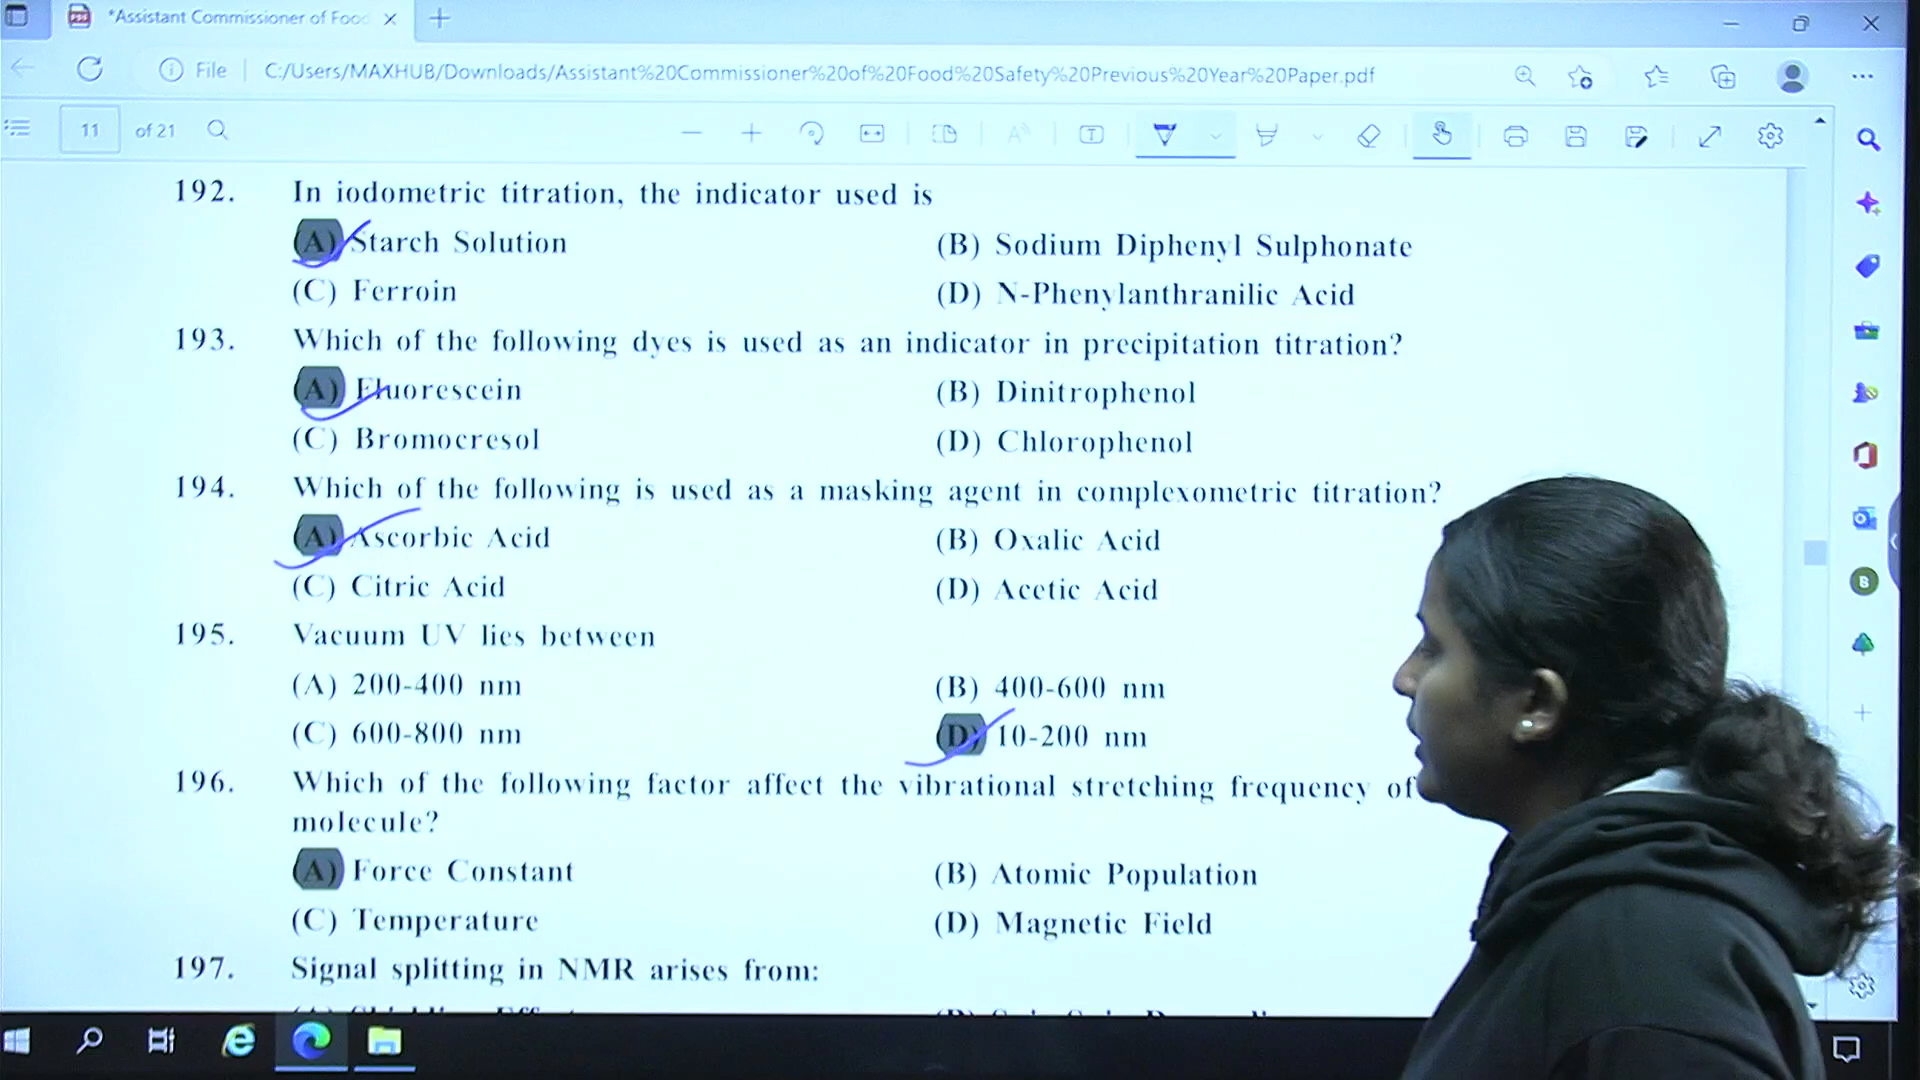 *Assistant Commissioner of Food
File C:/Users/MAXHUB/Downloads/Assistant%20Commissioner%20of%20Food%20Safety%20Previous%20Year%20Paper.pdf
11 of 21
192. In iodometric titration, the indicator used is
(A) Starch Solution (B) Sodium Diphenyl Sulphonate
(C) Ferroin (D) N-Phenylanthranilic Acid
193. Which of the following dyes is used as an indicator in precipitation titration?
(A) Fluorescein (B) Dinitrophenol
(C) Bromocresol (D) Chlorophenol
194. Which of the following is used as a masking agent in complexometric titration?
(A) Ascorbic Acid (B) Oxalic Acid
(C) Citric Acid (D) Acetic Acid
195. Vacuum UV lies between
(A) 200-400 nm (B) 400-600 nm
(C) 600-800 nm (D) 10-200 nm
196. Which of the following factor affect the vibrational stretching frequency of
molecule?
(A) Force Constant (B) Atomic Population
(C) Temperature (D) Magnetic Field
197. Signal splitting in NMR arises from: